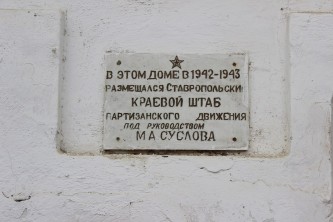 В ЭТОМ ДОМЕ В 1942-1943
РАЗМЕЩАЛСЯ СТАВРОПОЛЬСКИЙ
КРАЕВОЙ ШТАБ
ПАРТИЗАНСКОГО ДВИЖЕНИЯ
ПОД РУКОВОДСТВОМ
М А СУСЛОВА